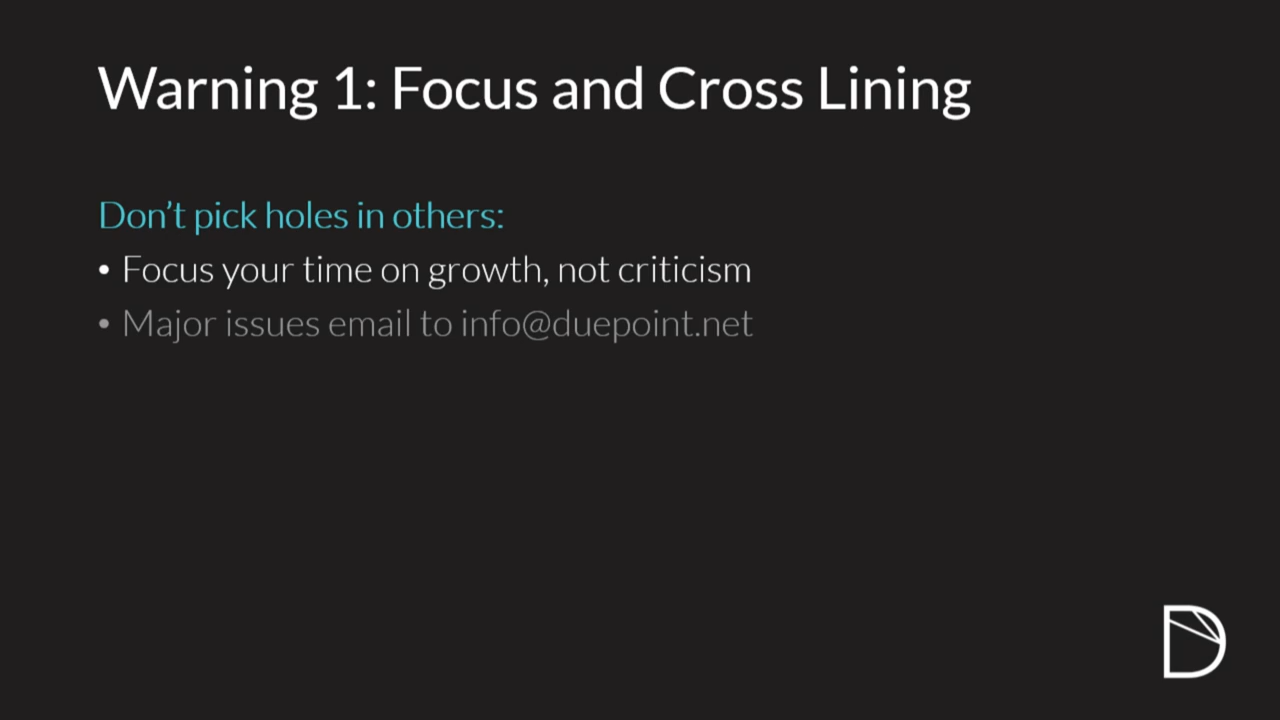 Warning 1: Focus and Cross Lining
Don't pick holes in others:
• Focus your time on growth, not criticism
• Major issues email to info@duepoint.net